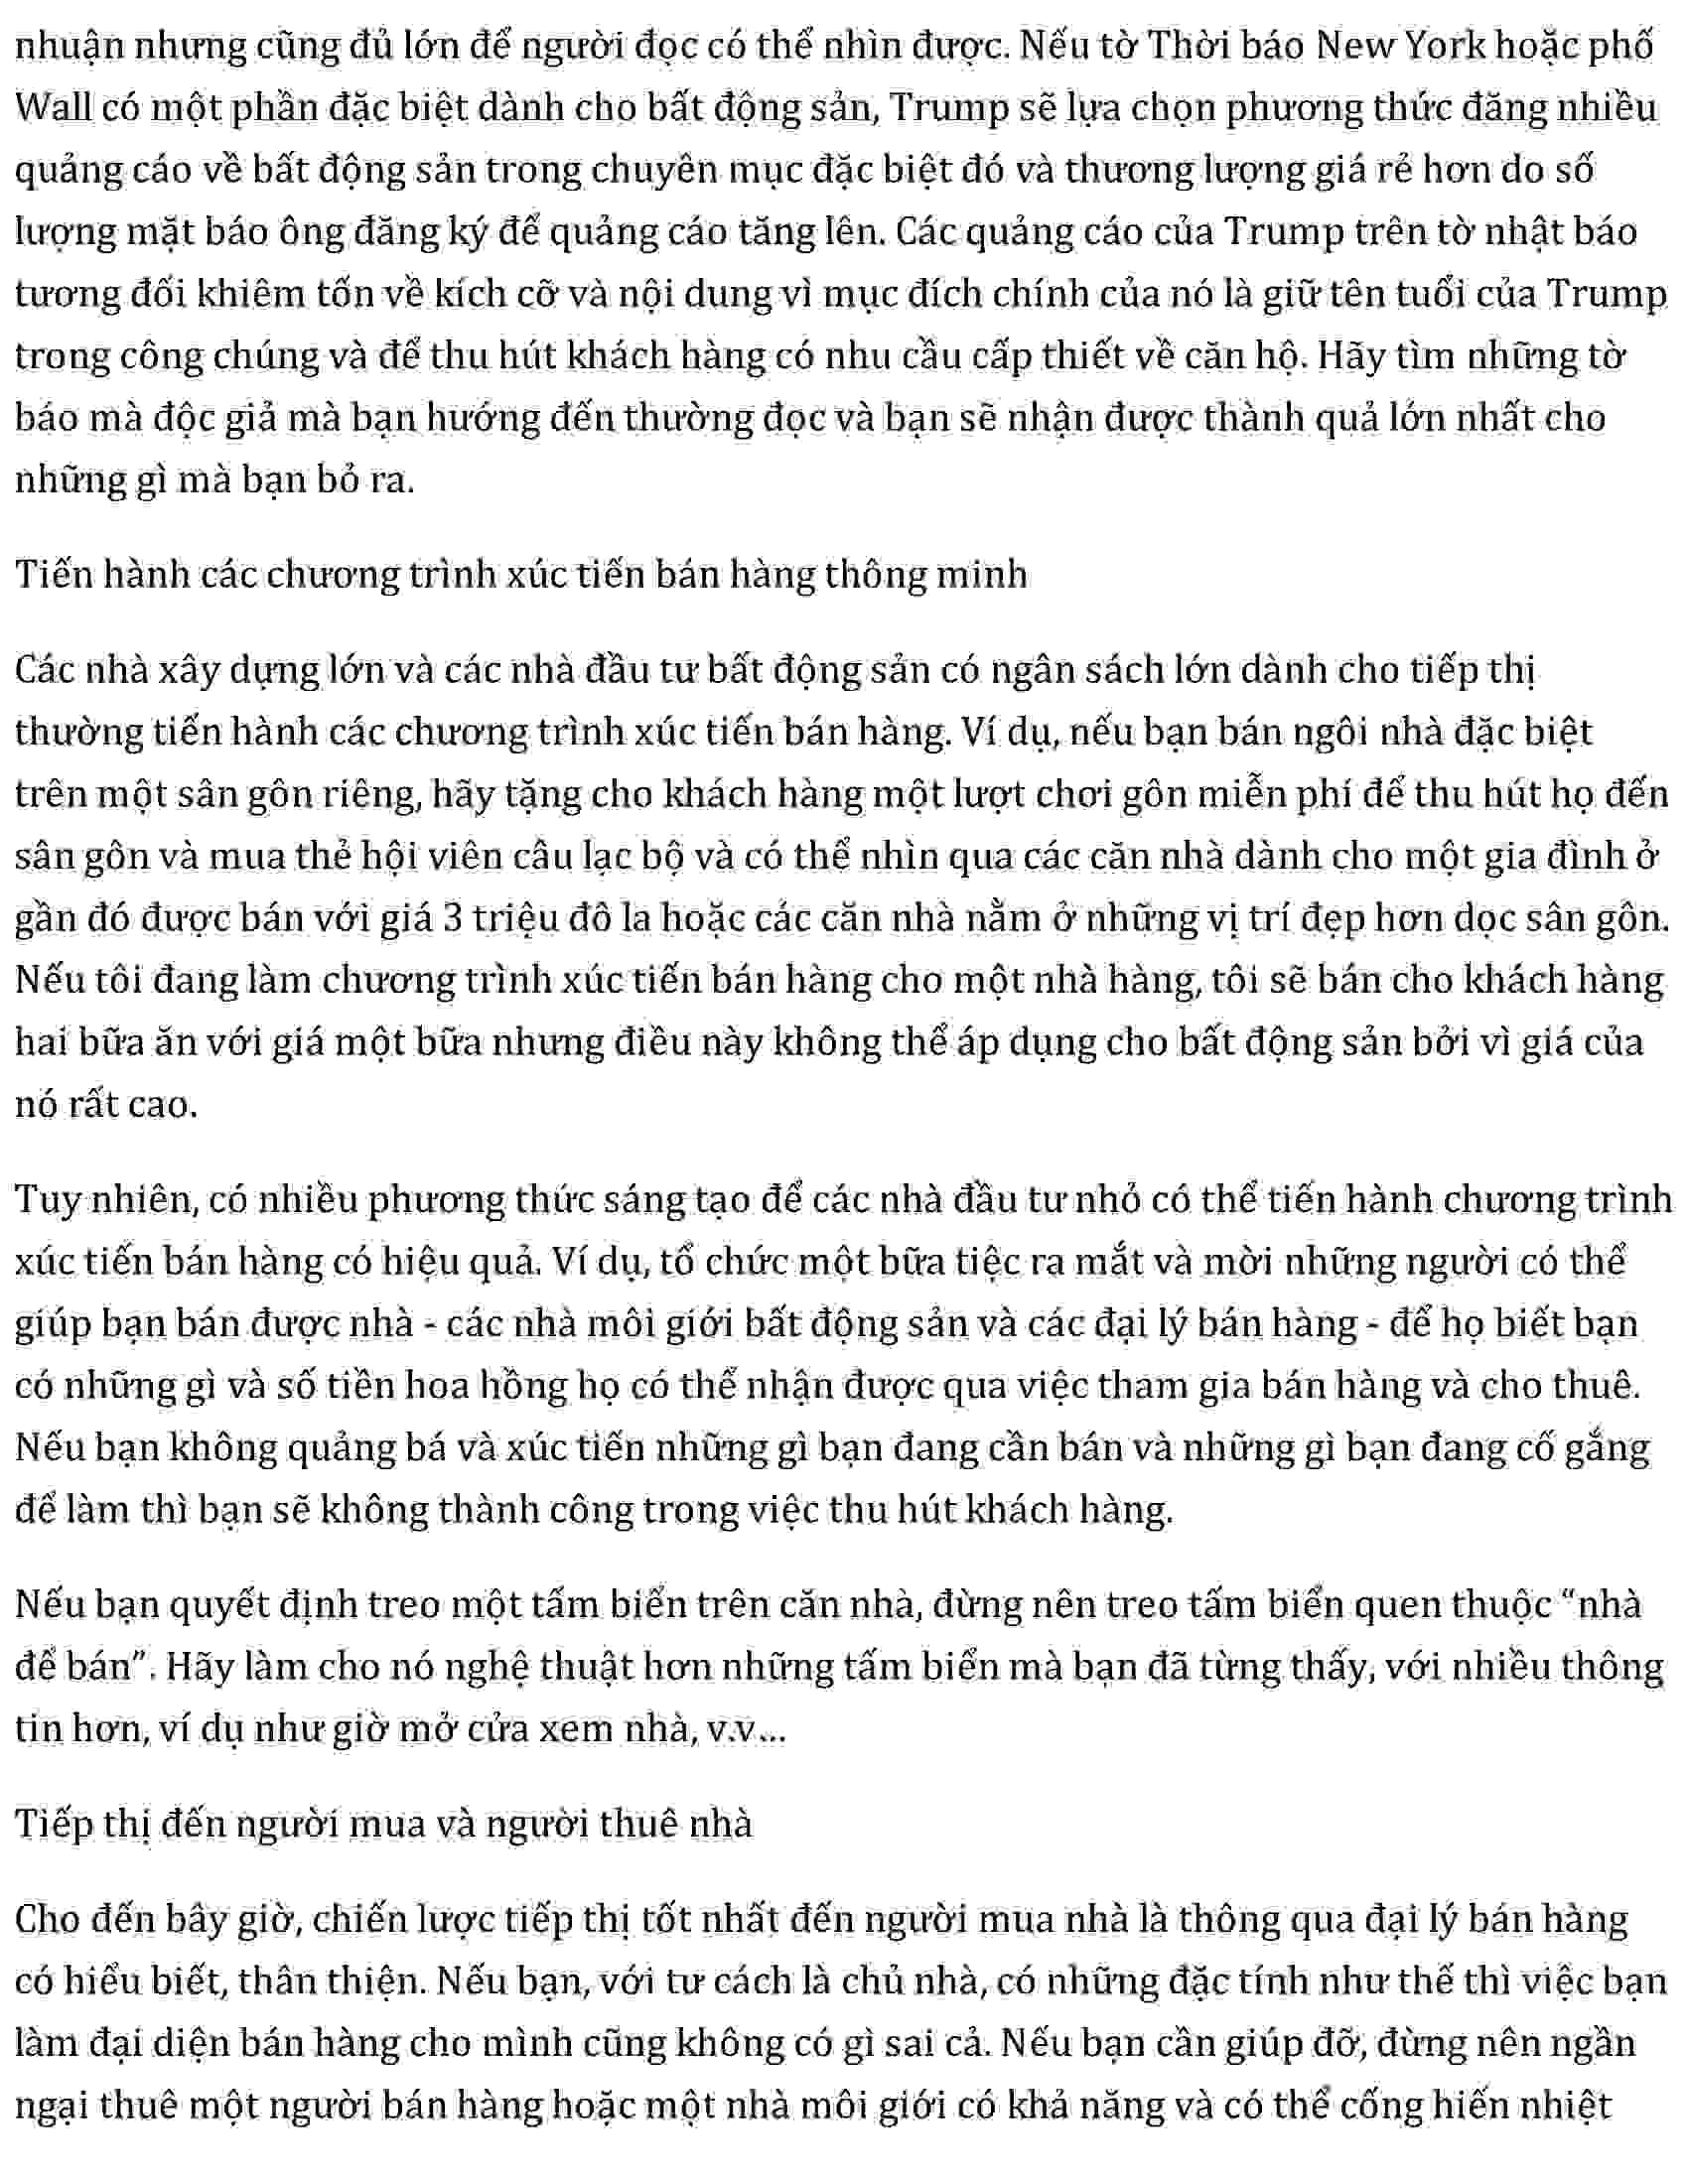 nhuận nhưng cũng đủ lớn để người đọc có thể nhìn được. Nếu tờ Thời báo New York hoặc phố
Wall có một phần đặc biệt dành cho bất động sản, Trump sẽ lựa chọn phương thức đăng nhiều
quảng cáo về bất động sản trong chuyên mục đặc biệt đó và thương lượng giá rẻ hơn do số
lượng mặt báo ông đăng ký để quảng cáo tăng lên. Các quảng cáo của Trump trên tờ nhật báo
tương đối khiêm tốn về kích cỡ và nội dung vì mục đích chính của nó là giữ tên tuổi của Trump
trong công chúng và để thu hút khách hàng có nhu cầu cấp thiết về căn hộ. Hãy tìm những tờ
báo mà độc giả mà bạn hướng đến thường đọc và bạn sẽ nhận được thành quả lớn nhất cho
những gì mà bạn bỏ ra.
Tiến hành các chương trình xúc tiến bán hàng thông minh
Các nhà xây dựng lớn và các nhà đầu tư bất động sản có ngân sách lớn dành cho tiếp thị
thường tiến hành các chương trình xúc tiến bán hàng. Ví dụ, nếu bạn bán ngôi nhà đặc biệt
trên một sân gôn riêng, hãy tặng cho khách hàng một lượt chơi gôn miễn phí để thu hút họ đến
sân gôn và mua thẻ hội viên câu lạc bộ và có thể nhìn qua các căn nhà dành cho một gia đình ở
gần đó được bán với giá 3 triệu đô la hoặc các căn nhà nằm ở những vị trí đẹp hơn dọc sân gôn.
Nếu tôi đang làm chương trình xúc tiến bán hàng cho một nhà hàng, tôi sẽ bán cho khách hàng
hai bữa ăn với giá một bữa nhưng điều này không thể áp dụng cho bất động sản bởi vì giá của
nó rất cao.
Tuy nhiên, có nhiều phương thức sáng tạo để các nhà đầu tư nhỏ có thể tiến hành chương trình
xúc tiến bán hàng có hiệu quả. Ví dụ, tổ chức một bữa tiệc ra mắt và mời những người có thể
giúp bạn bán được nhà - các nhà môi giới bất động sản và các đại lý bán hàng - để họ biết bạn
có những gì và số tiền hoa hồng họ có thể nhận được qua việc tham gia bán hàng và cho thuê.
Nếu bạn không quảng bá và xúc tiến những gì bạn đang cần bán và những gì bạn đang cố gắng
để làm thì bạn sẽ không thành công trong việc thu hút khách hàng.
Nếu bạn quyết định treo một tấm biển trên căn nhà, đừng nên treo tấm biển quen thuộc “nhà
để bán”. Hãy làm cho nó nghệ thuật hơn những tấm biển mà bạn đã từng thấy, với nhiều thông
tin hơn, ví dụ như giờ mở cửa xem nhà, v.v...
Tiếp thị đến người mua và người thuê nhà
Cho đến bây giờ, chiến lược tiếp thị tốt nhất đến người mua nhà là thông qua đại lý bán hàng
có hiểu biết, thân thiện. Nếu bạn, với tư cách là chủ nhà, có những đặc tính như thế thì việc bạn
làm đại diện bán hàng cho mình cũng không có gì sai cả. Nếu bạn cần giúp đỡ, đừng nên ngần
ngại thuê một người bán hàng hoặc một nhà môi giới có khả năng và có thể cống hiến nhiệt